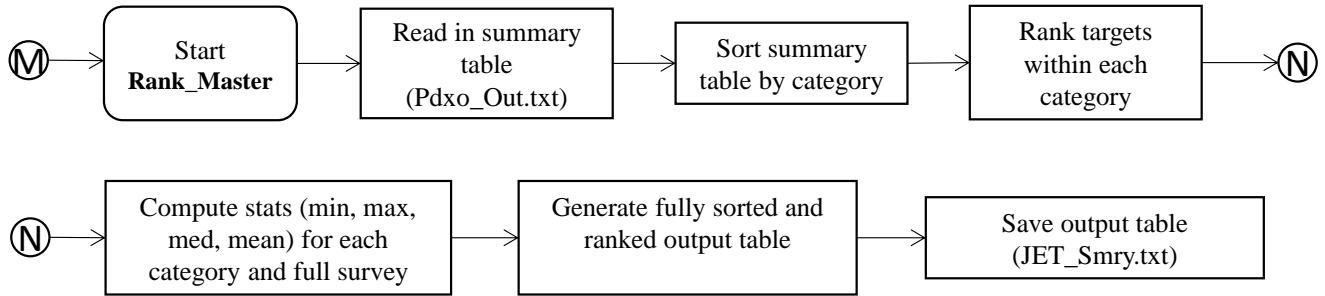 M
Start
Rank_Master
Read in summary
table
(Pdxo_Out.txt)
Sort summary
table by category
Rank targets
within each
category
N
N
Compute stats (min, max,
med, mean) for each
category and full survey
Generate fully sorted and
ranked output table
Save output table
(JET_Smry.txt)